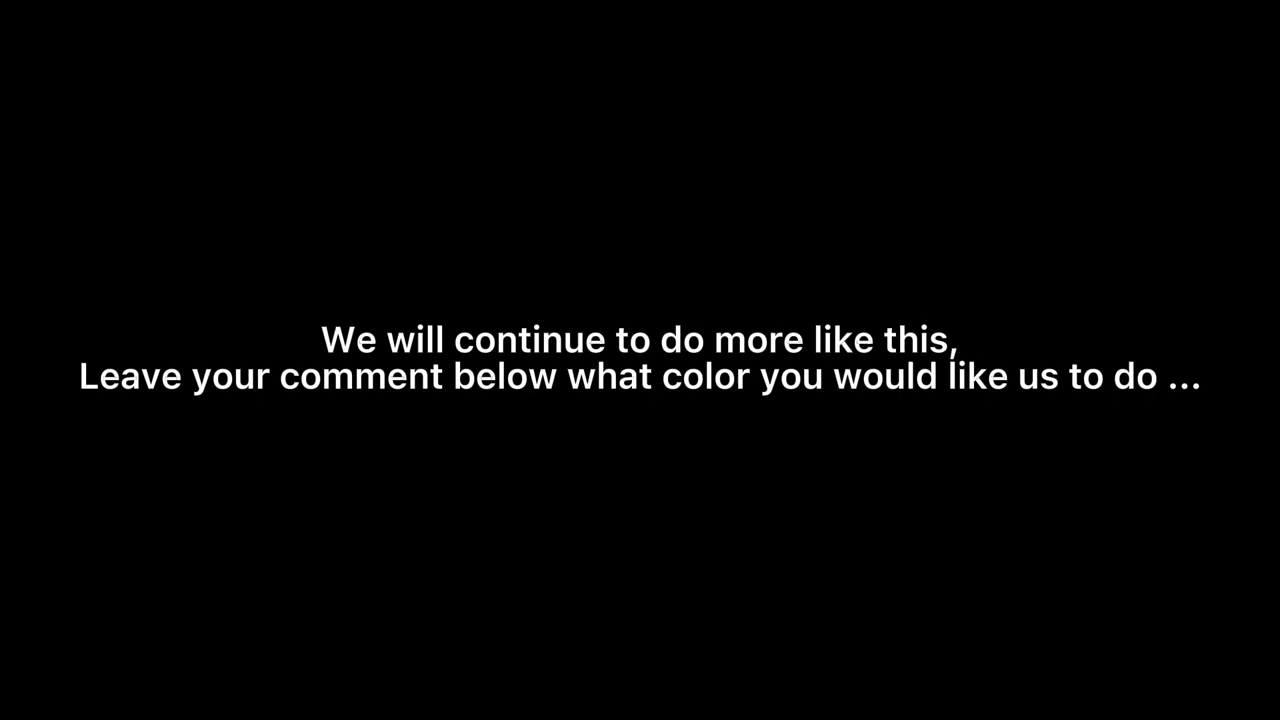 We will continue to do more like this,
Leave your comment below what color you would like us to do ...